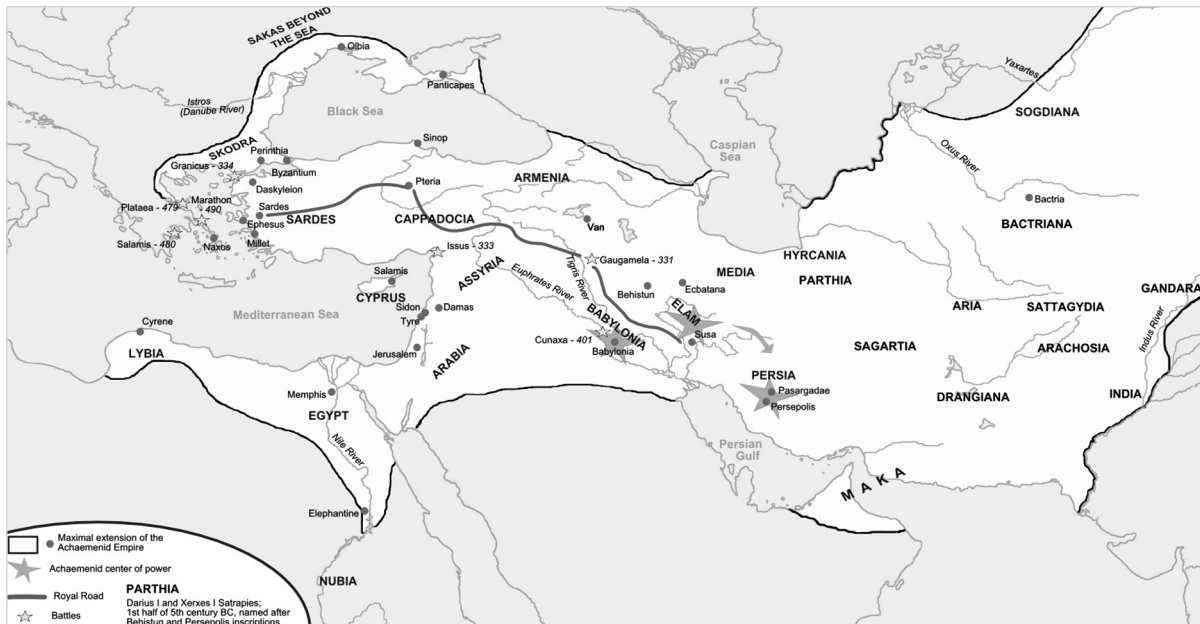 SAKAS BEYOND
THE SEA
Olbia
Panticapes
Istros
(Danube River)
Black Sea
Caspian
Sea
Yaxartes
SOGDIANA
Oxus River
SKODRA
Perinthia
Byzantium
Sinop
Granicus - 334
Daskyleion
Pteria
ARMENIA
Bactria
BACTRIANA
Plataea - 479
Marathon
- 490
Sardes
SARDES
CAPPADOCIA
Van
Ephesus
Salamis - 480
Naxos
Millet
Issus - 333
Gaugamela - 331
HYRCANIA
MEDIA
PARTHIA
ASSYRIA
Tigris River
Euphrates River
Salamis
CYPRUS
Behistun
Ecbatana
GANDARA
ARIA
SATTAGYDIA
Sidon
Damas
Tyre
Mediterranean Sea
BABYLONIA
ELAM
Indus River
Cyrene
Cunaxa - 401
Babylonia
Susa
SAGARTIA
ARACHOSIA
LYBIA
Jerusalem
ARABIA
PERSIA
Pasargadae
Persepolis
DRANGIANA
INDIA
Memphis
EGYPT
Nile River
Persian
Gulf
MAKA
Elephantine
NUBIA
Maximal extension of the
Achaemenid Empire
Achaemenid center of power
Royal Road
Battles
PARTHIA
Darius I and Xerxes I Satrapies;
1st half of 5th century BC, named after
Behistun and Persepolis inscriptions